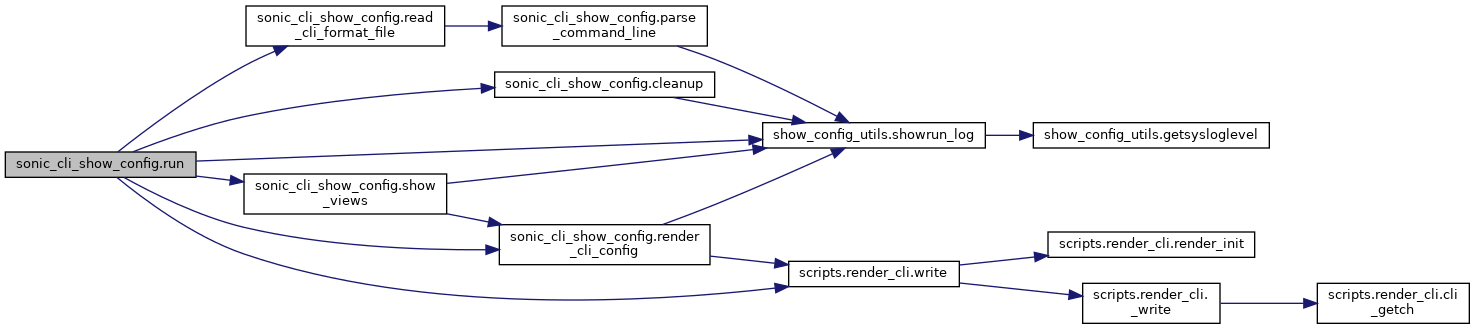 sonic_cli_show_config.run
sonic_cli_show_config.read
_cli_format_file
sonic_cli_show_config.parse
_command_line
sonic_cli_show_config.cleanup
show_config_utils.showrun_log
show_config_utils.getsysloglevel
sonic_cli_show_config.show
_views
sonic_cli_show_config.render
_cli_config
scripts.render_cli.write
scripts.render_cli.render_init
scripts.render_cli.
_write
scripts.render_cli.cli
_getch